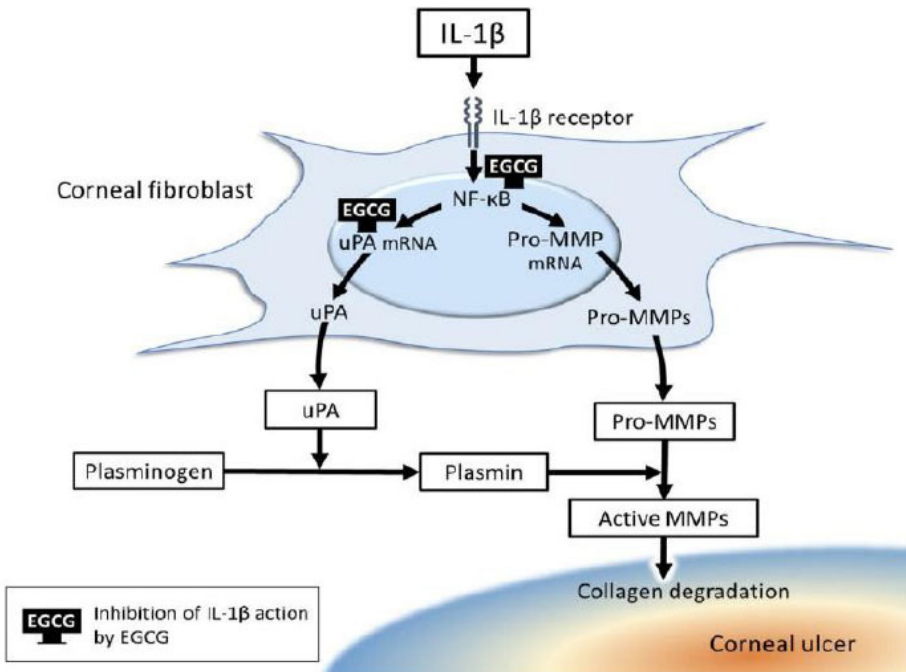 IL-1β
IL-1β receptor
EGCG
Corneal fibroblast
NF-κB
EGCG
uPA mRNA
Pro-MMP
mRNA
uPA
Pro-MMPs
uPA
Pro-MMPs
Plasminogen
Plasmin
Active MMPs
Collagen degradation
EGCG
Inhibition of IL-1β action
by EGCG
Corneal ulcer